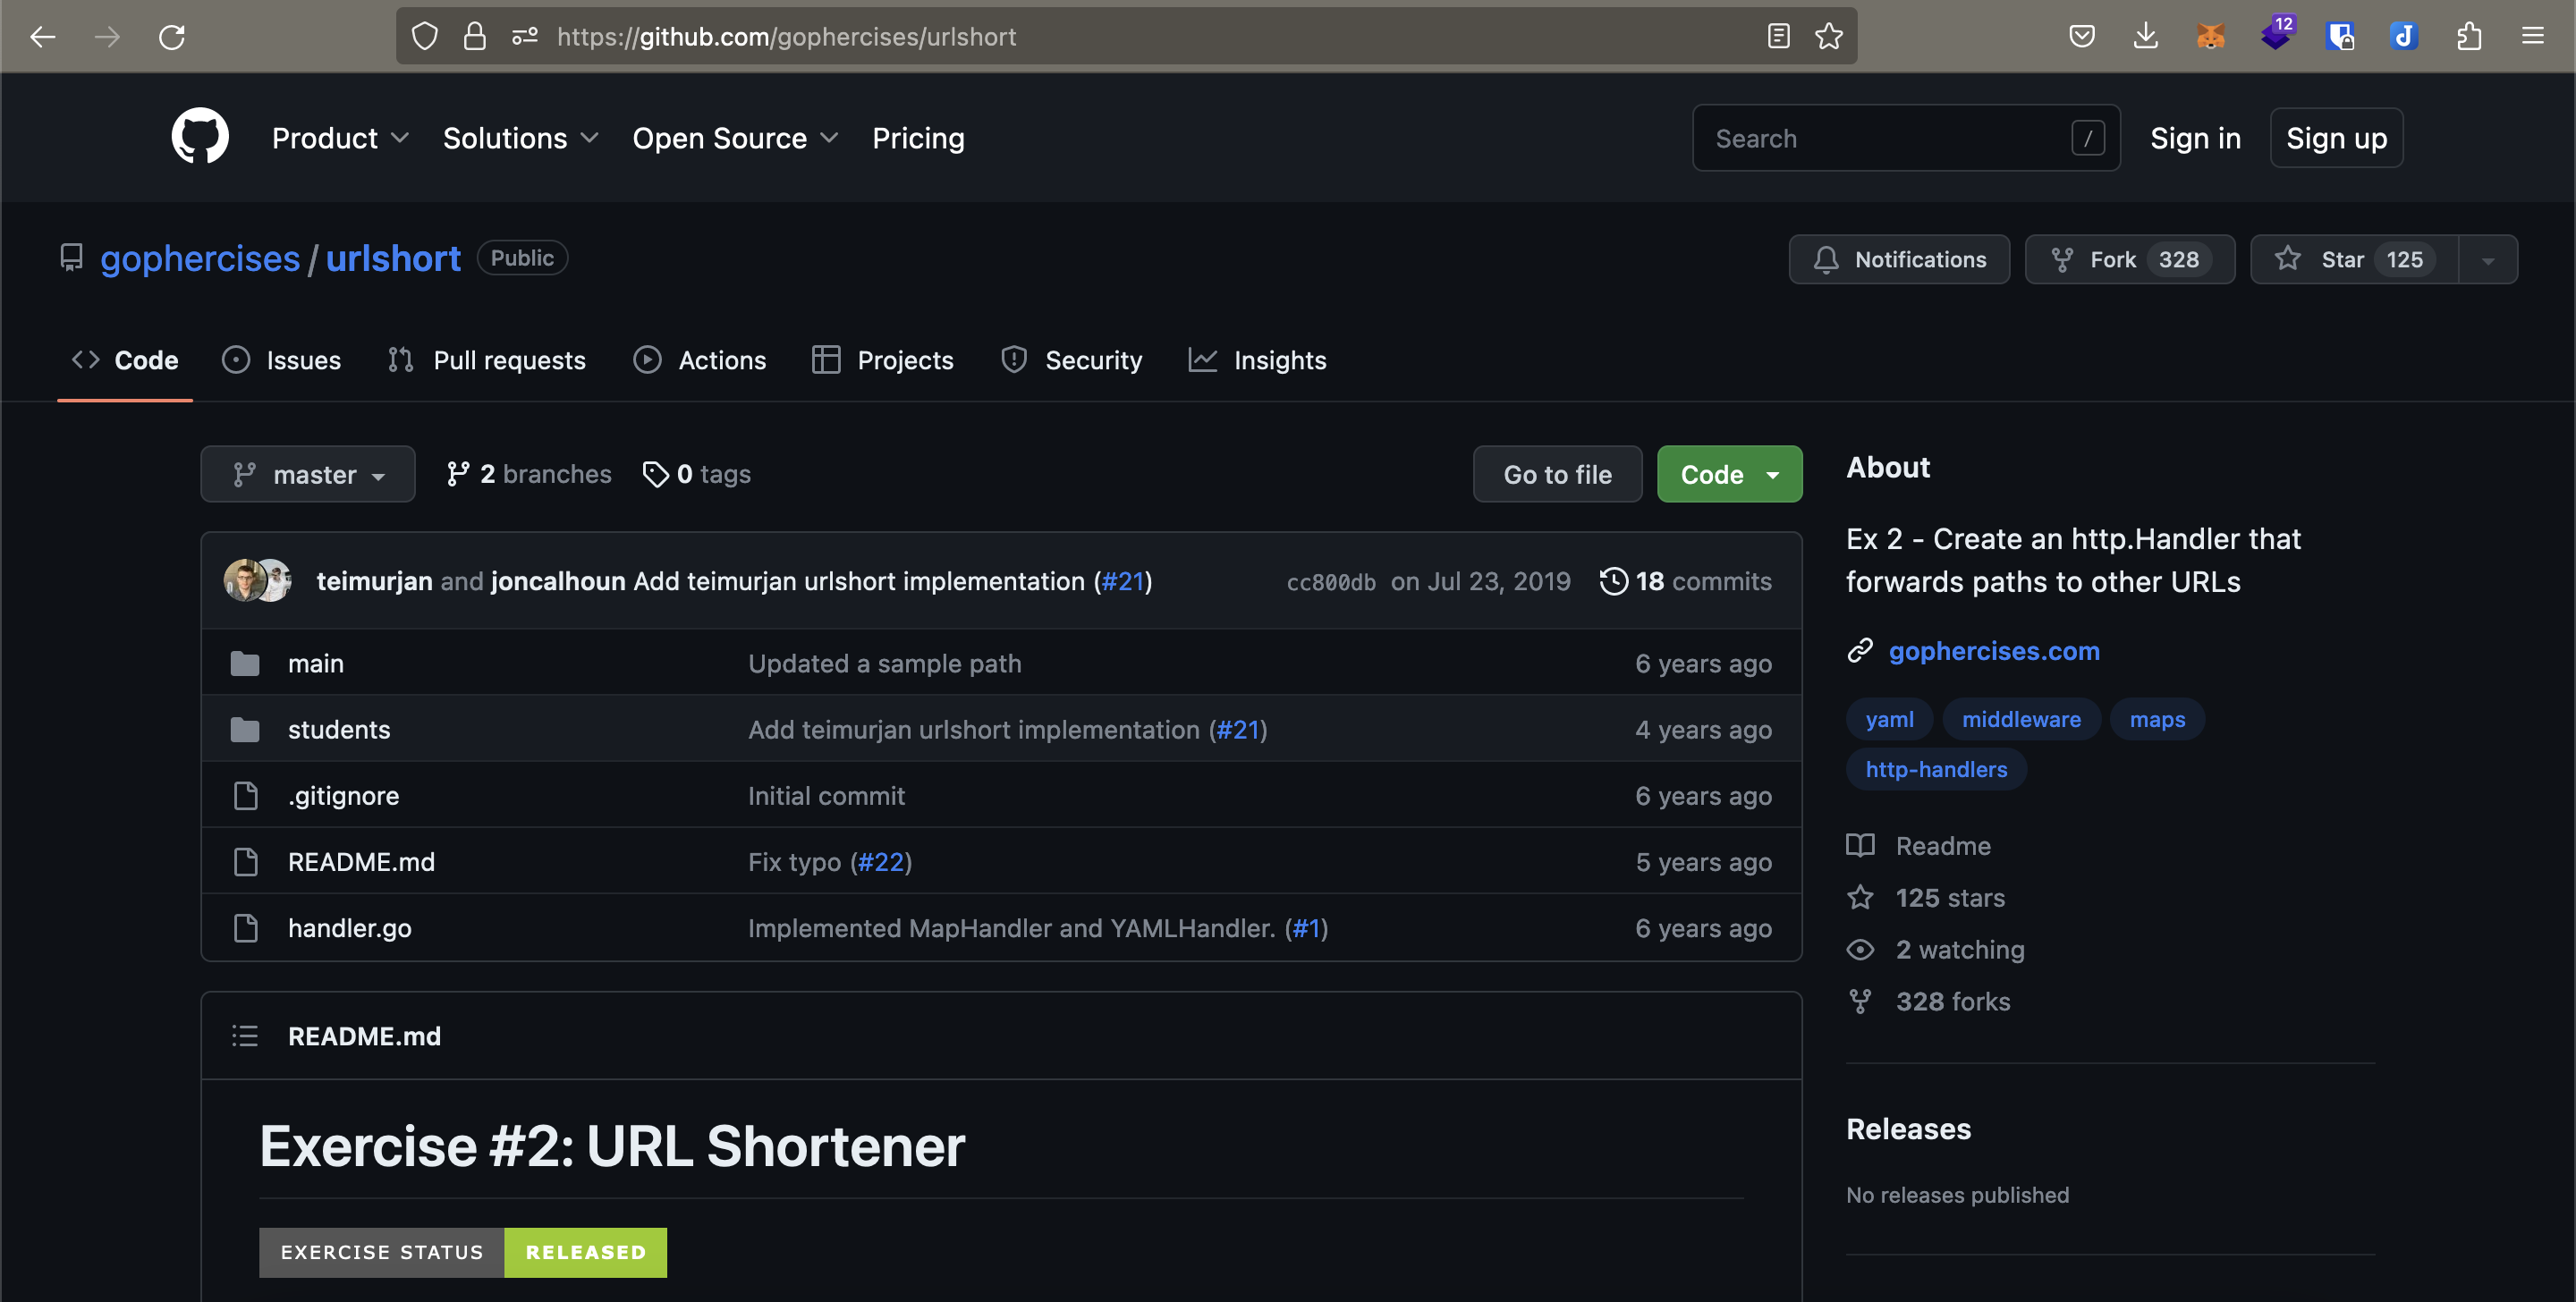 https://github.com/gophercises/urlshort
12
Product Solutions Open Source Pricing
Search /
Sign in Sign up
gophercises / urlshort Public
Notifications Fork 328 Star 125
Code Issues Pull requests Actions Projects Security Insights
master 2 branches 0 tags Go to file Code
teimurjan and joncalhoun Add teimurjan urlshort implementation (#21) cc800db on Jul 23, 2019 18 commits
main Updated a sample path 6 years ago
students Add teimurjan urlshort implementation (#21) 4 years ago
.gitignore Initial commit 6 years ago
README.md Fix typo (#22) 5 years ago
handler.go Implemented MapHandler and YAMLHandler. (#1) 6 years ago
README.md
Exercise #2: URL Shortener
EXERCISE STATUS RELEASED
About
Ex 2 - Create an http.Handler that
forwards paths to other URLs
gophercises.com
yaml middleware maps
http-handlers
Readme
125 stars
2 watching
328 forks
Releases
No releases published